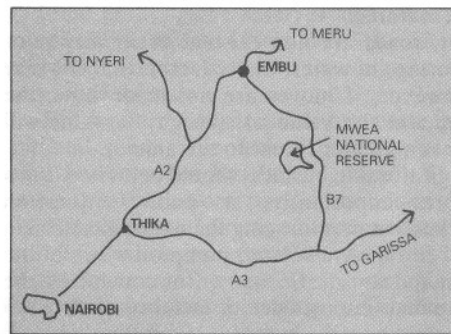 TO MERU
TO NYERI
EMBU
MWEA
NATIONAL
RESERVE
A2
B7
THIKA
TO GARISSA
A3
NAIROBI